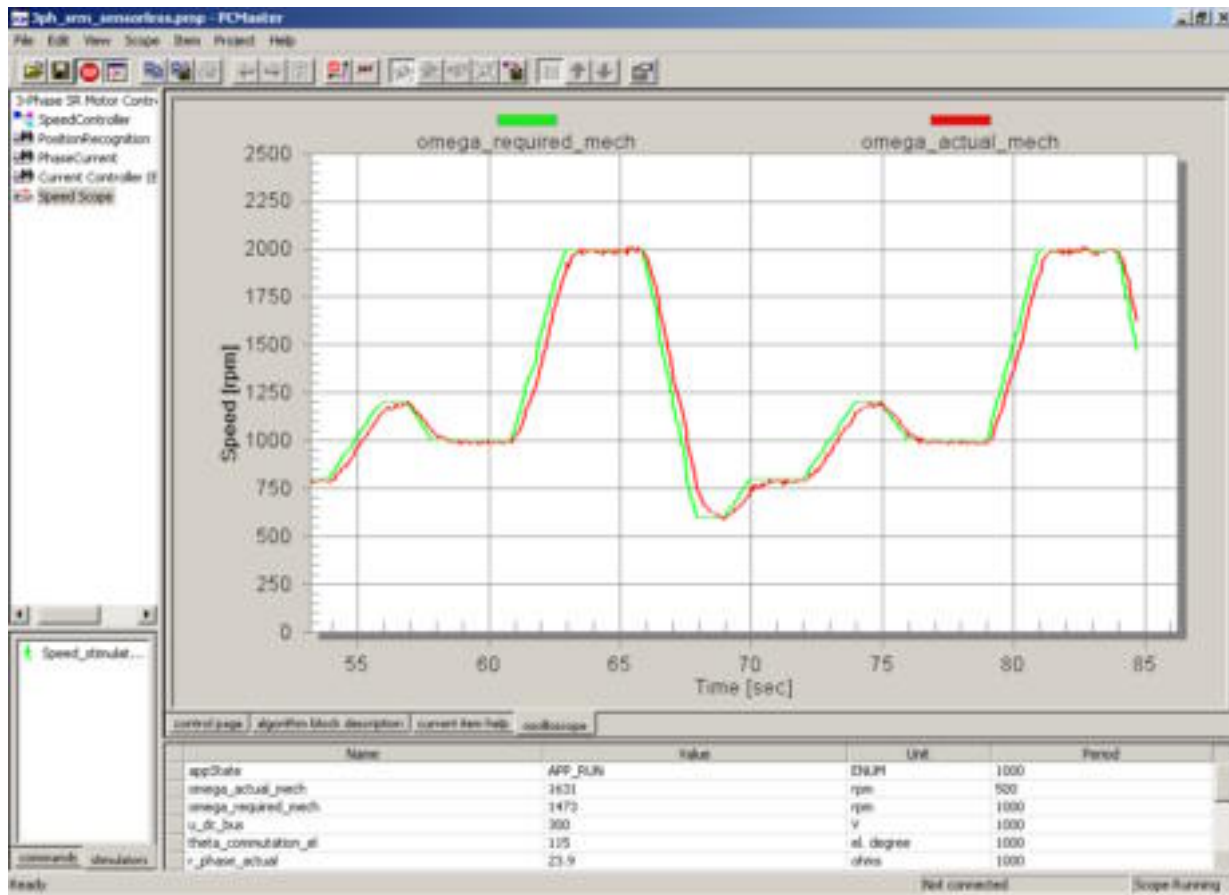 3ph_srm_sensorless.pmp - PCMaster
File Edit View Scope Item Project Help
3-Phase SR Motor Contr
SpeedController
PositionRecognition
PhaseCurrent
Current Controller (E
Speed Scope
omega_required_mech omega_actual_mech
2500
2250
2000
1750
1500
1250
1000
750
500
250
0
Speed [rpm]
55 60 65 70 75 80 85
Time [sec]
Speed_stimulat...
control page algorithm block description current item help oscilloscope
Name Value Unit Period
appState APP_RUN ENUM 1000
omega_actual_mech 1631 rpm 500
omega_required_mech 1473 rpm 1000
u_dc_bus 300 V 1000
theta_commutation_el 115 el. degree 1000
r_phase_actual 23.9 ohms 1000
commands stimulators
Ready Not connected Scope Running